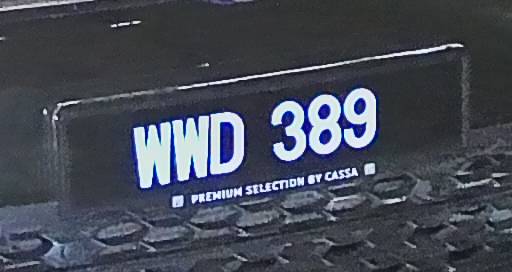 WWD 389
PREMIUM SELECTION BY CASSA